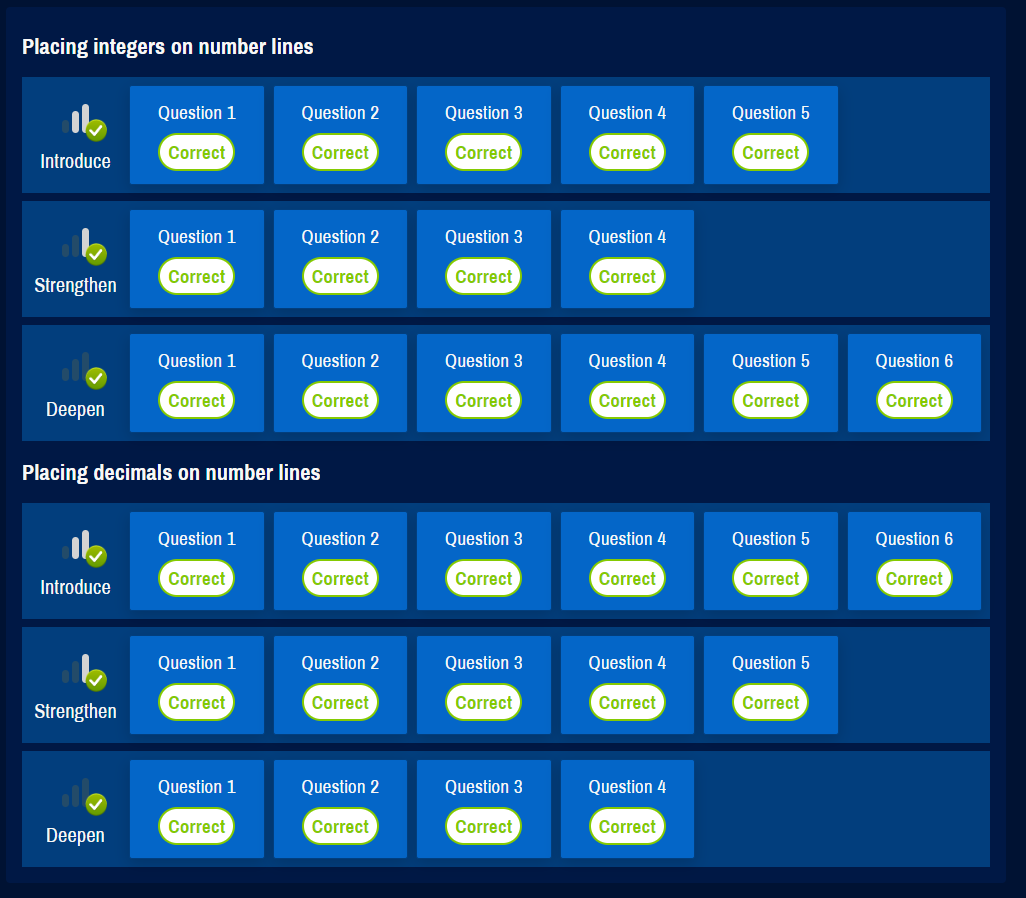 Placing integers on number lines
Question 1 Question 2 Question 3 Question 4 Question 5
Correct Correct Correct Correct Correct
Introduce
Question 1 Question 2 Question 3 Question 4
Correct Correct Correct Correct
Strengthen
Question 1 Question 2 Question 3 Question 4 Question 5 Question 6
Correct Correct Correct Correct Correct Correct
Deepen
Placing decimals on number lines
Question 1 Question 2 Question 3 Question 4 Question 5 Question 6
Correct Correct Correct Correct Correct Correct
Introduce
Question 1 Question 2 Question 3 Question 4 Question 5
Correct Correct Correct Correct Correct
Strengthen
Question 1 Question 2 Question 3 Question 4
Correct Correct Correct Correct
Deepen